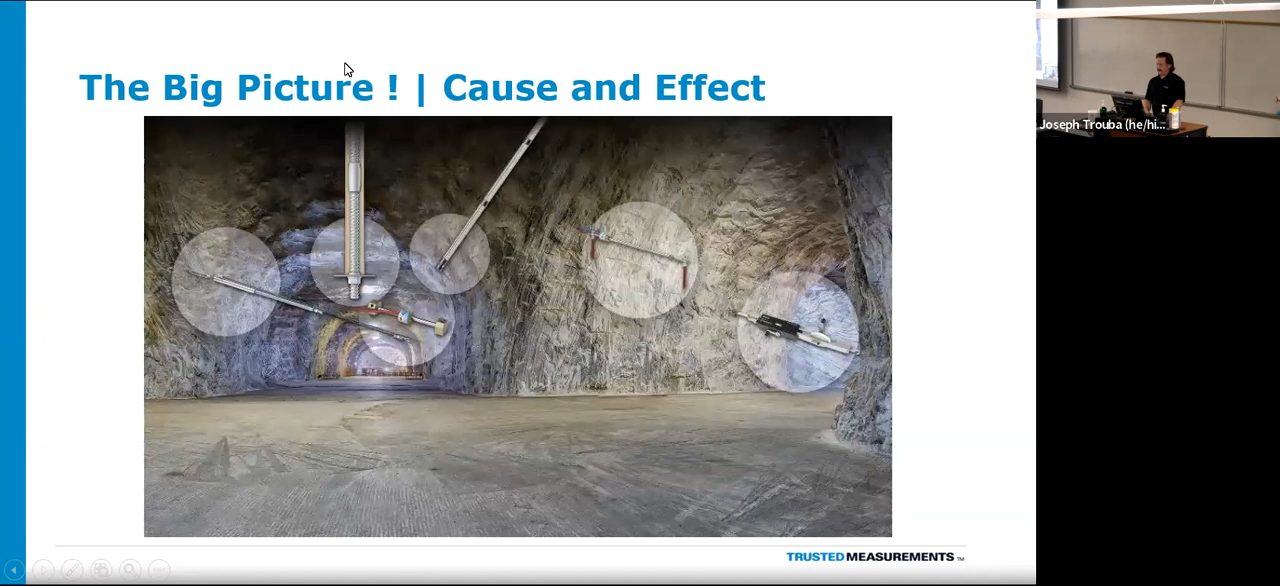 The Big Picture ! | Cause and Effect
Joseph Trouba (he/hi...
TRUSTED MEASUREMENTS TM